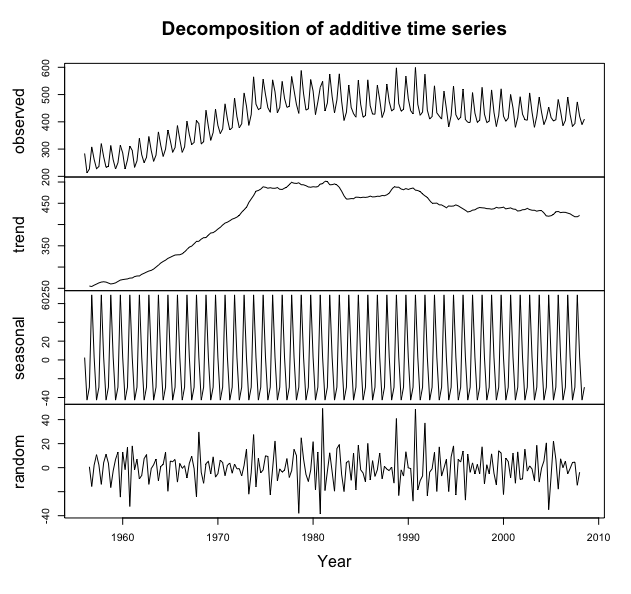 Decomposition of additive time series
observed
200 300 400 500 600
trend
250 350 450
seasonal
-40 0 20 60
random
-40 0 20 40
1960 1970 1980 1990 2000 2010
Year